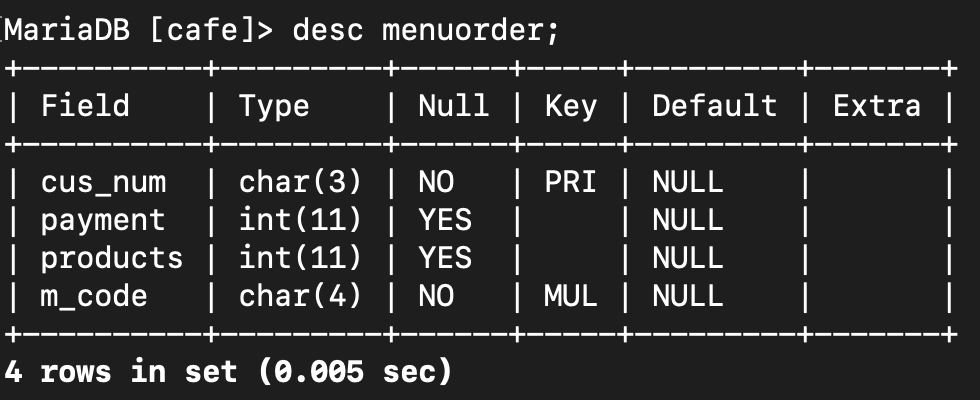 MariaDB [cafe]> desc menuorder;
+----------+---------+------+-----+---------+-------+
| Field    | Type    | Null | Key | Default | Extra |
+----------+---------+------+-----+---------+-------+
| cus_num  | char(3) | NO   | PRI | NULL    |       |
| payment  | int(11) | YES  |     | NULL    |       |
| products | int(11) | YES  |     | NULL    |       |
| m_code   | char(4) | NO   | MUL | NULL    |       |
+----------+---------+------+-----+---------+-------+
4 rows in set (0.005 sec)